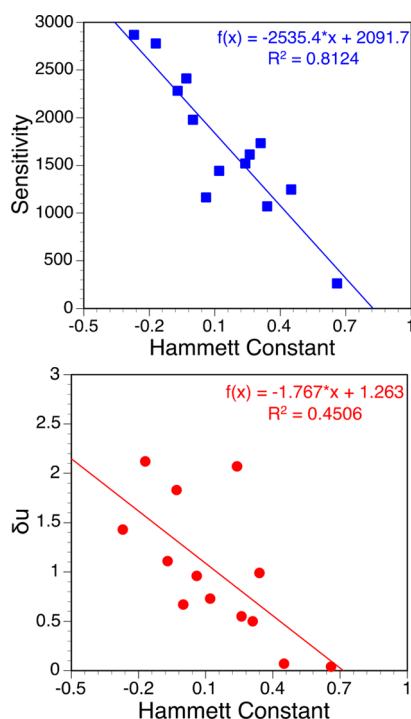 3000
f(x) = -2535.4*x + 2091.7
R² = 0.8124
2500
2000
Sensitivity
1500
1000
500
0
-0.5 -0.2 0.1 0.4 0.7 1
Hammett Constant
3
f(x) = -1.767*x + 1.263
R² = 0.4506
2.5
2
1.5
δu
1
0.5
0
-0.5 -0.2 0.1 0.4 0.7 1
Hammett Constant